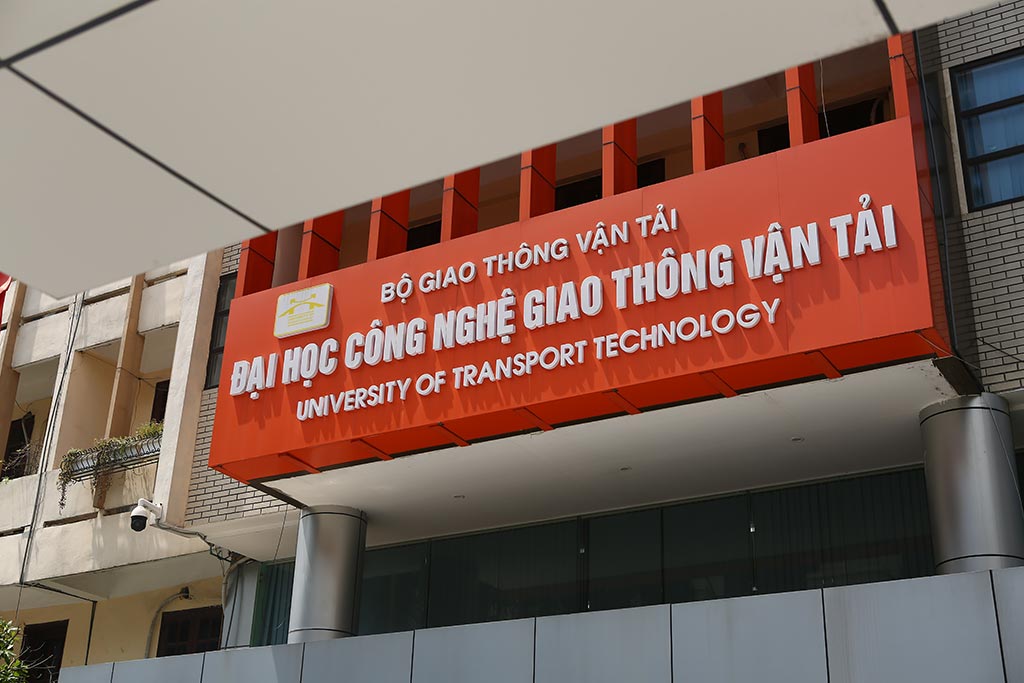 BỘ GIAO THÔNG VẬN TẢI
ĐẠI HỌC CÔNG NGHỆ GIAO THÔNG VẬN TẢI
UNIVERSITY OF TRANSPORT TECHNOLOGY